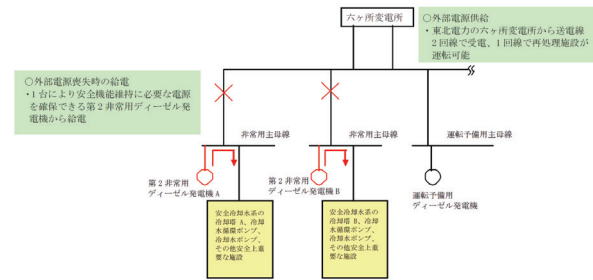 六ヶ所変電所
○外部電源供給
・東北電力の六ヶ所変電所から送電線
2回線で受電、1回線で再処理施設が
運転可能
○外部電源喪失時の給電
・1台により安全機能維持に必要な電源
を確保できる第2非常用ディーゼル発
電機から給電
非常用主母線
非常用主母線
運転予備用主母線
第2非常用
ディーゼル発電機A
第2非常用
ディーゼル発電機B
運転予備用
ディーゼル発電機
安全冷却水系の
冷却塔A、冷却
水循環ポンプ、
冷却水ポンプ、
その他安全上重
要な施設
安全冷却水系の
冷却塔B、冷却
水循環ポンプ、
冷却水ポンプ、
その他安全上重
要な施設